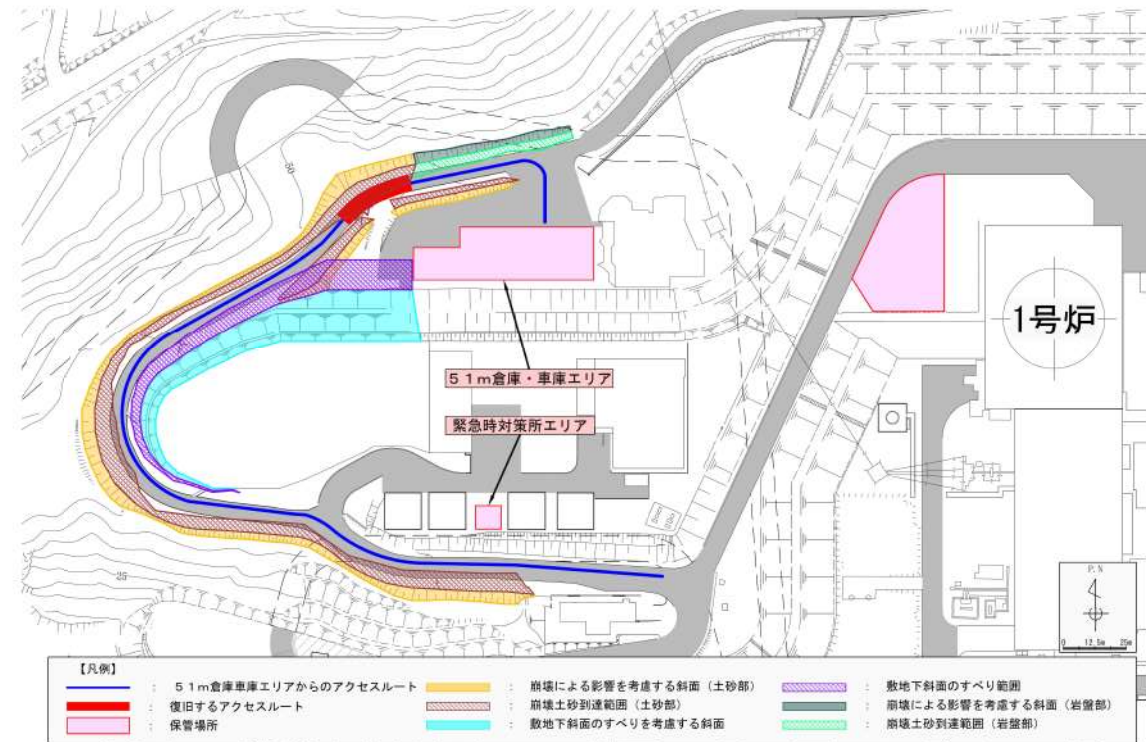 50
1号炉
51m倉庫・車庫エリア
緊急時対策所エリア
25
P.N
0 12.5m 25m
【凡例】
: 51m倉庫車庫エリアからのアクセスルート
: 復旧するアクセスルート
: 保管場所
: 崩壊による影響を考慮する斜面（土砂部）
: 崩壊土砂到達範囲（土砂部）
: 敷地下斜面のすべりを考慮する斜面
: 敷地下斜面のすべり範囲
: 崩壊による影響を考慮する斜面（岩盤部）
: 崩壊土砂到達範囲（岩盤部）